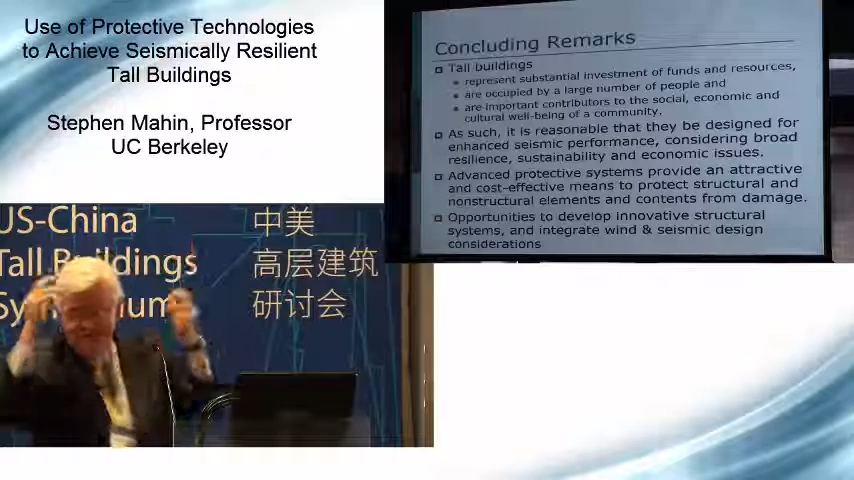 Use of Protective Technologies
to Achieve Seismically Resilient
Tall Buildings
Stephen Mahin, Professor
UC Berkeley
Concluding Remarks
Tall buildings
represent substantial investment of funds and resources,
are occupied by a large number of people and
are important contributors to the social, economic and
cultural well-being of a community.
As such, it is reasonable that they be designed for
enhanced seismic performance, considering broad
resilience, sustainability and economic issues.
Advanced protective systems provide an attractive
and cost-effective means to protect structural and
nonstructural elements and contents from damage.
Opportunities to develop innovative structural
systems, and integrate wind & seismic design
considerations
US-China
Tall Buildings
中美
高层建筑
研讨会